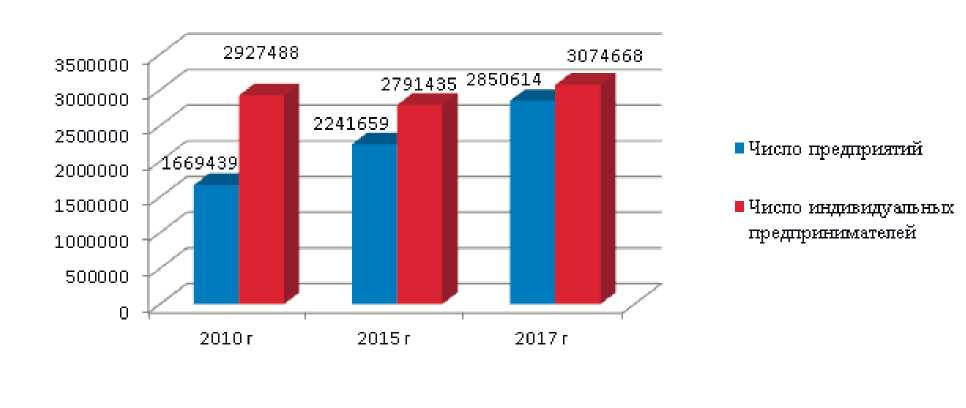 3500000
3000000
2500000
2000000
1500000
1000000
500000
0
2927488
1669439
2791435
2241659
3074668
2850614
2010 г
2015 г
2017 г
Число предприятий
Число индивидуальных
предпринимателей